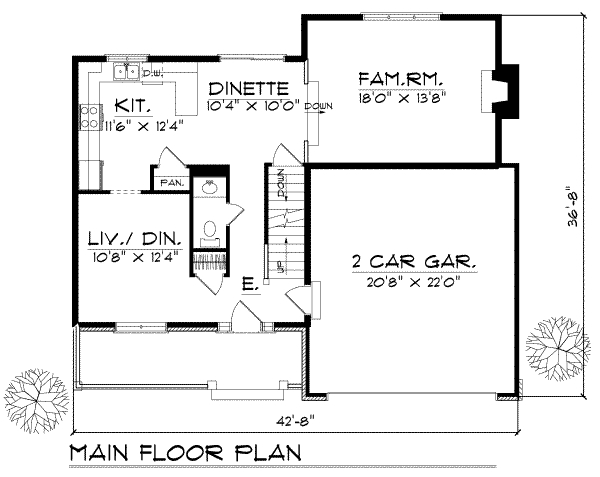 FAM.RM.
18'0" × 13'8"
D.W.
DINETTE
10'4" × 10'0"
DOWN
KIT.
11'6" × 12'4"
PAN.
DOWN
LIV./ DIN.
10'8" × 12'4"
UP
E.
2 CAR GAR.
20'8" × 22'0"
36'-8"
42'-8"
MAIN FLOOR PLAN